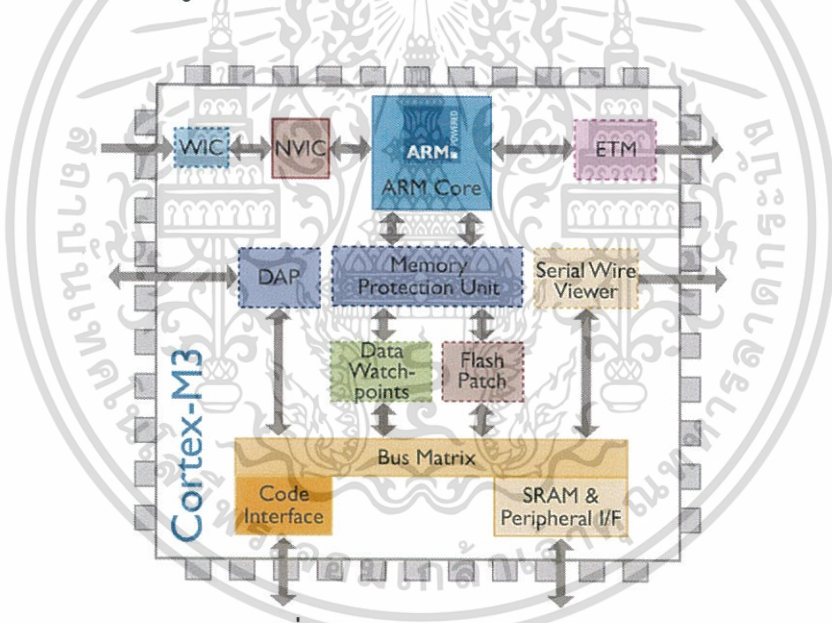 WIC
NVIC
ARM
POWERED
ARM Core
ETM
DAP
Memory
Protection Unit
Serial Wire
Viewer
Data
Watch-
points
Flash
Patch
Cortex-M3
Bus Matrix
Code
Interface
SRAM &
Peripheral I/F